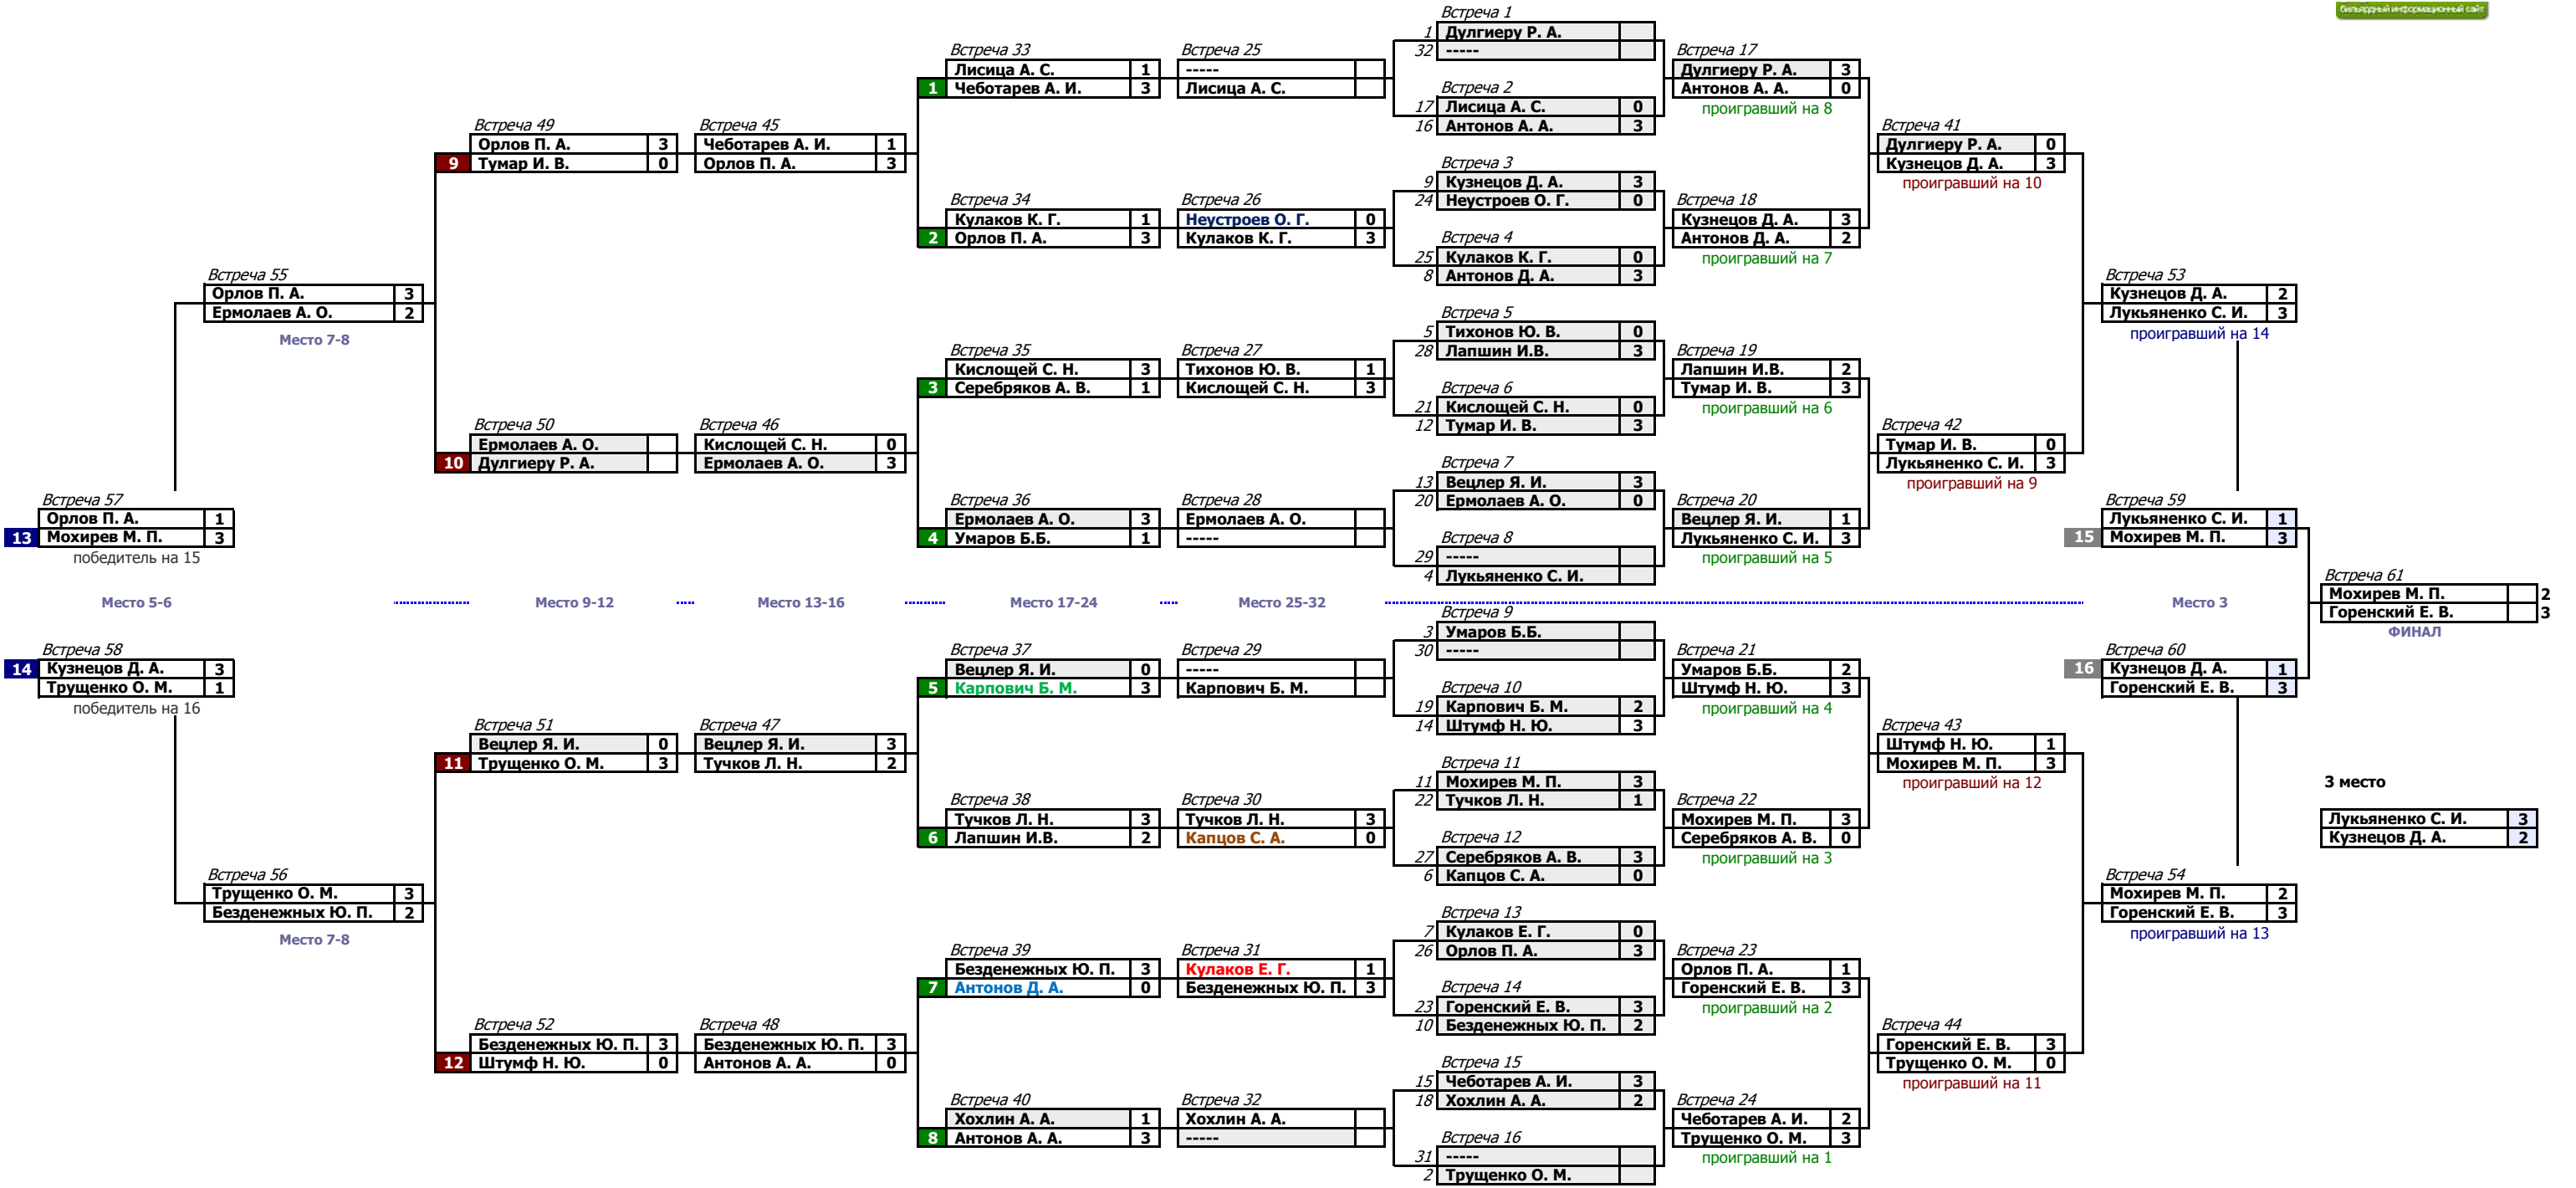 бильярдный информационный сайт
Встреча 57
Орлов П. А. 1
13 Мохирев М. П. 3
победитель на 15
Место 5-6
Встреча 58
14 Кузнецов Д. А. 3
Трущенко О. М. 1
победитель на 16
Встреча 55
Орлов П. А. 3
Ермолаев А. О. 2
Место 7-8
Встреча 56
Трущенко О. М. 3
Безденежных Ю. П. 2
Место 7-8
Встреча 49
Орлов П. А. 3
9 Тумар И. В. 0
Встреча 50
Ермолаев А. О.
10 Дулгиеру Р. А.
Место 9-12
Встреча 51
Вецлер Я. И. 0
11 Трущенко О. М. 3
Встреча 52
Безденежных Ю. П. 3
12 Штумф Н. Ю. 0
Встреча 45
Чеботарев А. И. 1
Орлов П. А. 3
Встреча 46
Кислощей С. Н. 0
Ермолаев А. О. 3
Место 13-16
Встреча 47
Вецлер Я. И. 3
Тучков Л. Н. 2
Встреча 48
Безденежных Ю. П. 3
Антонов А. А. 0
Встреча 33
Лисица А. С. 1
1 Чеботарев А. И. 3
Встреча 34
Кулаков К. Г. 1
2 Орлов П. А. 3
Встреча 35
Кислощей С. Н. 3
3 Серебряков А. В. 1
Встреча 36
Ермолаев А. О. 3
4 Умаров Б.Б. 1
Место 17-24
Встреча 37
Вецлер Я. И. 0
5 Карпович Б. М. 3
Встреча 38
Тучков Л. Н. 3
6 Лапшин И.В. 2
Встреча 39
Безденежных Ю. П. 3
7 Антонов Д. А. 0
Встреча 40
Хохлин А. А. 1
8 Антонов А. А. 3
Встреча 25
-----
Лисица А. С.
Встреча 26
Неустроев О. Г. 0
Кулаков К. Г. 3
Встреча 27
Тихонов Ю. В. 1
Кислощей С. Н. 3
Встреча 28
Ермолаев А. О.
-----
Место 25-32
Встреча 29
-----
Карпович Б. М.
Встреча 30
Тучков Л. Н. 3
Капцов С. А. 0
Встреча 31
Кулаков Е. Г. 1
Безденежных Ю. П. 3
Встреча 32
Хохлин А. А.
-----
Встреча 1
1 Дулгиеру Р. А.
32 -----
Встреча 2
17 Лисица А. С. 0
16 Антонов А. А. 3
Встреча 3
9 Кузнецов Д. А. 3
24 Неустроев О. Г. 0
Встреча 4
25 Кулаков К. Г. 0
8 Антонов Д. А. 3
Встреча 5
5 Тихонов Ю. В. 0
28 Лапшин И.В. 3
Встреча 6
21 Кислощей С. Н. 0
12 Тумар И. В. 3
Встреча 7
13 Вецлер Я. И. 3
20 Ермолаев А. О. 0
Встреча 8
29 -----
4 Лукьяненко С. И.
Встреча 9
3 Умаров Б.Б.
30 -----
Встреча 10
19 Карпович Б. М. 2
14 Штумф Н. Ю. 3
Встреча 11
11 Мохирев М. П. 3
22 Тучков Л. Н. 1
Встреча 12
27 Серебряков А. В. 3
6 Капцов С. А. 0
Встреча 13
7 Кулаков Е. Г. 0
26 Орлов П. А. 3
Встреча 14
23 Горенский Е. В. 3
10 Безденежных Ю. П. 2
Встреча 15
15 Чеботарев А. И. 3
18 Хохлин А. А. 2
Встреча 16
31 -----
2 Трущенко О. М.
Встреча 17
Дулгиеру Р. А. 3
Антонов А. А. 0
проигравший на 8
Встреча 18
Кузнецов Д. А. 3
Антонов Д. А. 2
проигравший на 7
Встреча 19
Лапшин И.В. 2
Тумар И. В. 3
проигравший на 6
Встреча 20
Вецлер Я. И. 1
Лукьяненко С. И. 3
проигравший на 5
Встреча 21
Умаров Б.Б. 2
Штумф Н. Ю. 3
проигравший на 4
Встреча 22
Мохирев М. П. 3
Серебряков А. В. 0
проигравший на 3
Встреча 23
Орлов П. А. 1
Горенский Е. В. 3
проигравший на 2
Встреча 24
Чеботарев А. И. 2
Трущенко О. М. 3
проигравший на 1
Встреча 41
Дулгиеру Р. А. 0
Кузнецов Д. А. 3
проигравший на 10
Встреча 42
Тумар И. В. 0
Лукьяненко С. И. 3
проигравший на 9
Встреча 43
Штумф Н. Ю. 1
Мохирев М. П. 3
проигравший на 12
Встреча 44
Горенский Е. В. 3
Трущенко О. М. 0
проигравший на 11
Встреча 53
Кузнецов Д. А. 2
Лукьяненко С. И. 3
проигравший на 14
Встреча 59
Лукьяненко С. И. 1
15 Мохирев М. П. 3
Место 3
Встреча 60
16 Кузнецов Д. А. 1
Горенский Е. В. 3
Встреча 54
Мохирев М. П. 2
Горенский Е. В. 3
проигравший на 13
Встреча 61
Мохирев М. П. 2
Горенский Е. В. 3
ФИНАЛ
3 место
Лукьяненко С. И. 3
Кузнецов Д. А. 2